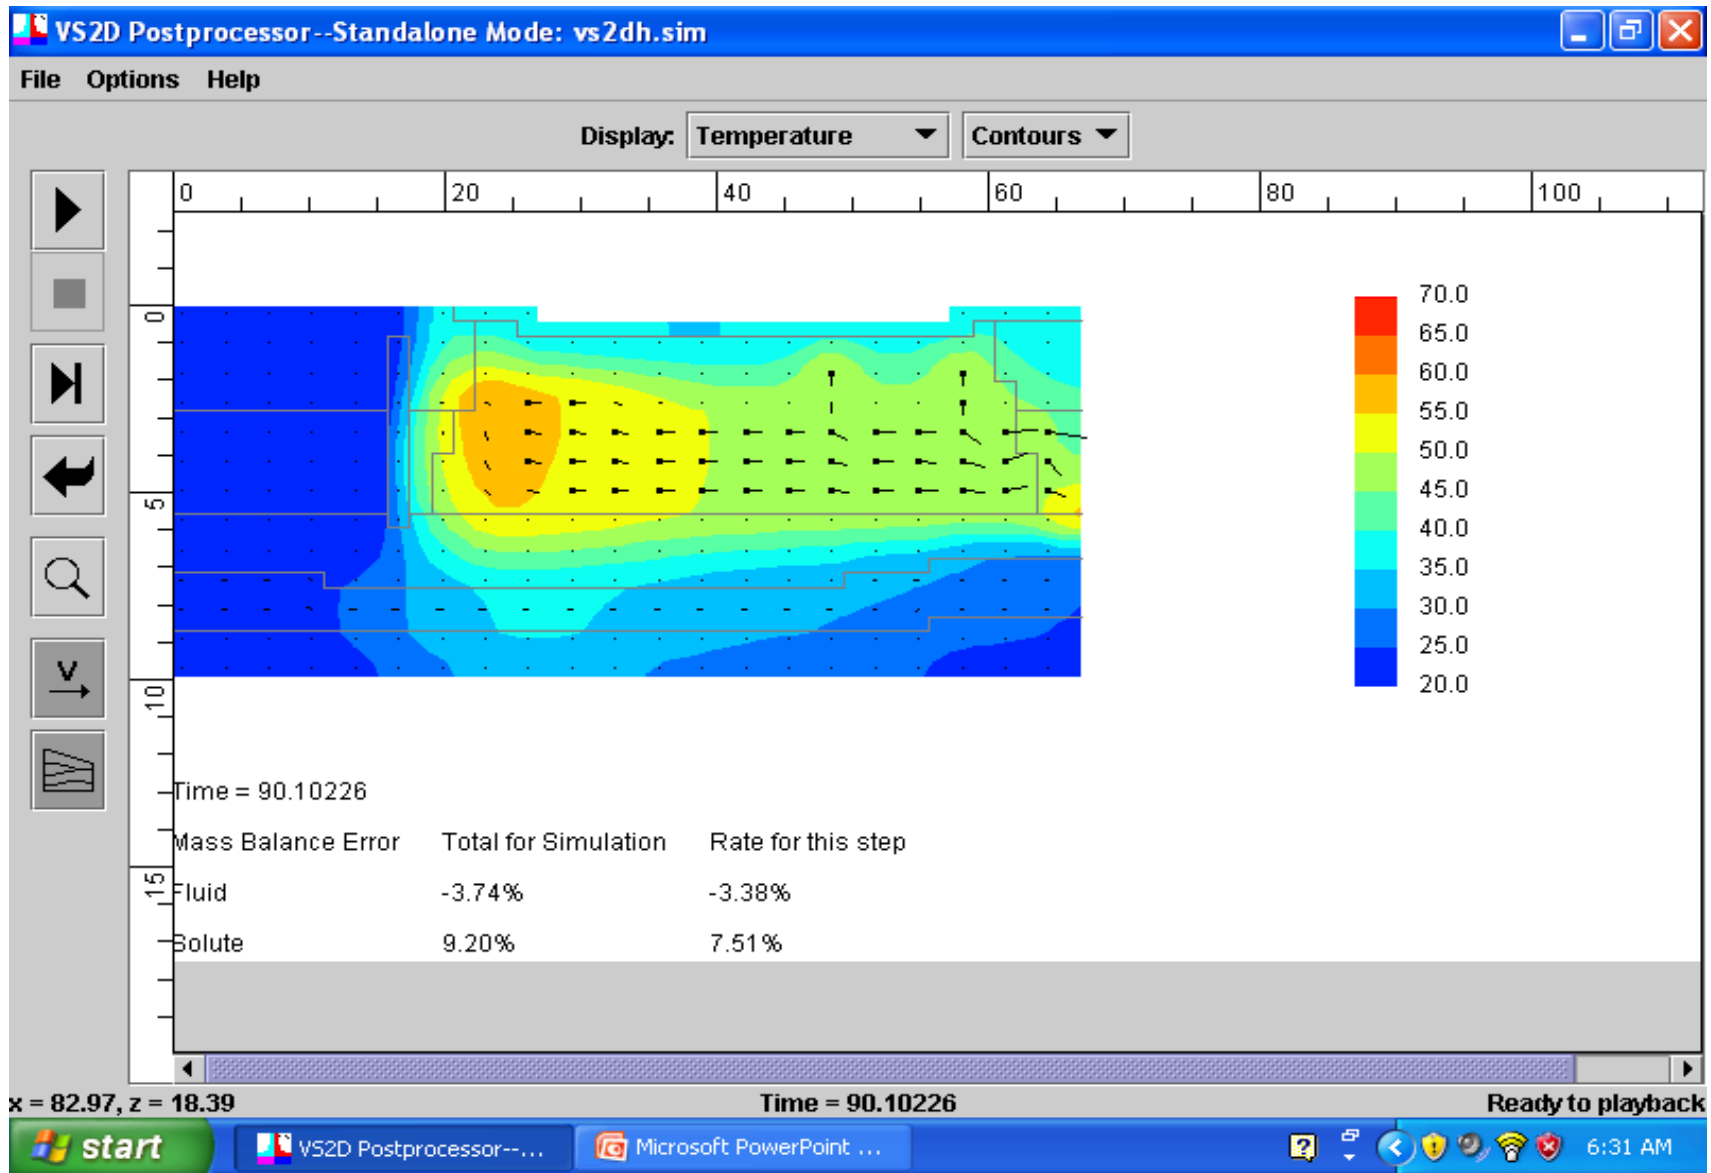 VS2D Postprocessor--Standalone Mode: vs2dh.sim
File Options Help
Display: Temperature Contours
0 20 40 60 80 100
0
5
10
15
70.0
65.0
60.0
55.0
50.0
45.0
40.0
35.0
30.0
25.0
20.0
V
Time = 90.10226
Mass Balance Error Total for Simulation Rate for this step
Fluid -3.74% -3.38%
Solute 9.20% 7.51%
x = 82.97, z = 18.39 Time = 90.10226 Ready to playback
start VS2D Postprocessor--... Microsoft PowerPoint ... 6:31 AM